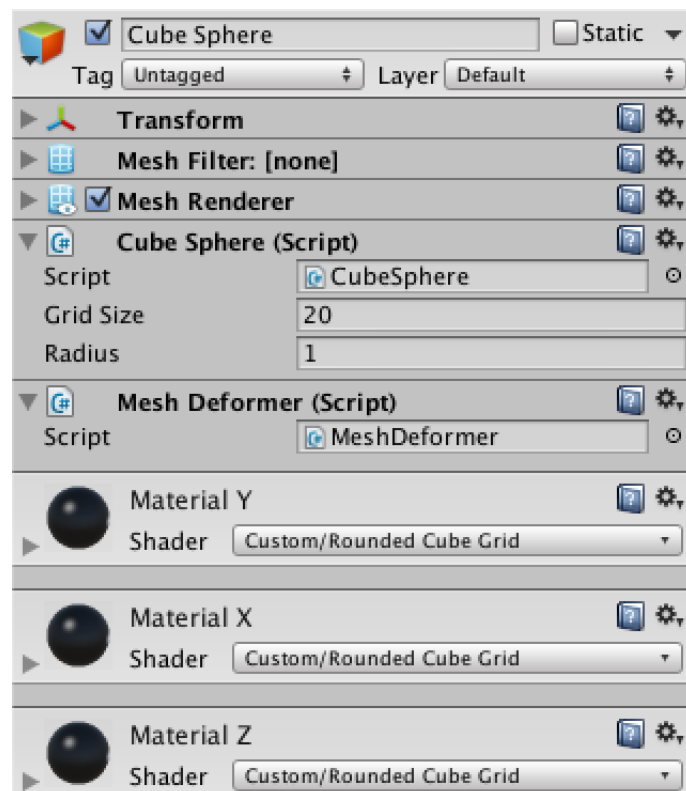 Cube Sphere Static
Tag Untagged Layer Default
Transform
Mesh Filter: [none]
Mesh Renderer
Cube Sphere (Script)
Script CubeSphere
Grid Size 20
Radius 1
Mesh Deformer (Script)
Script MeshDeformer
Material Y
Shader Custom/Rounded Cube Grid
Material X
Shader Custom/Rounded Cube Grid
Material Z
Shader Custom/Rounded Cube Grid